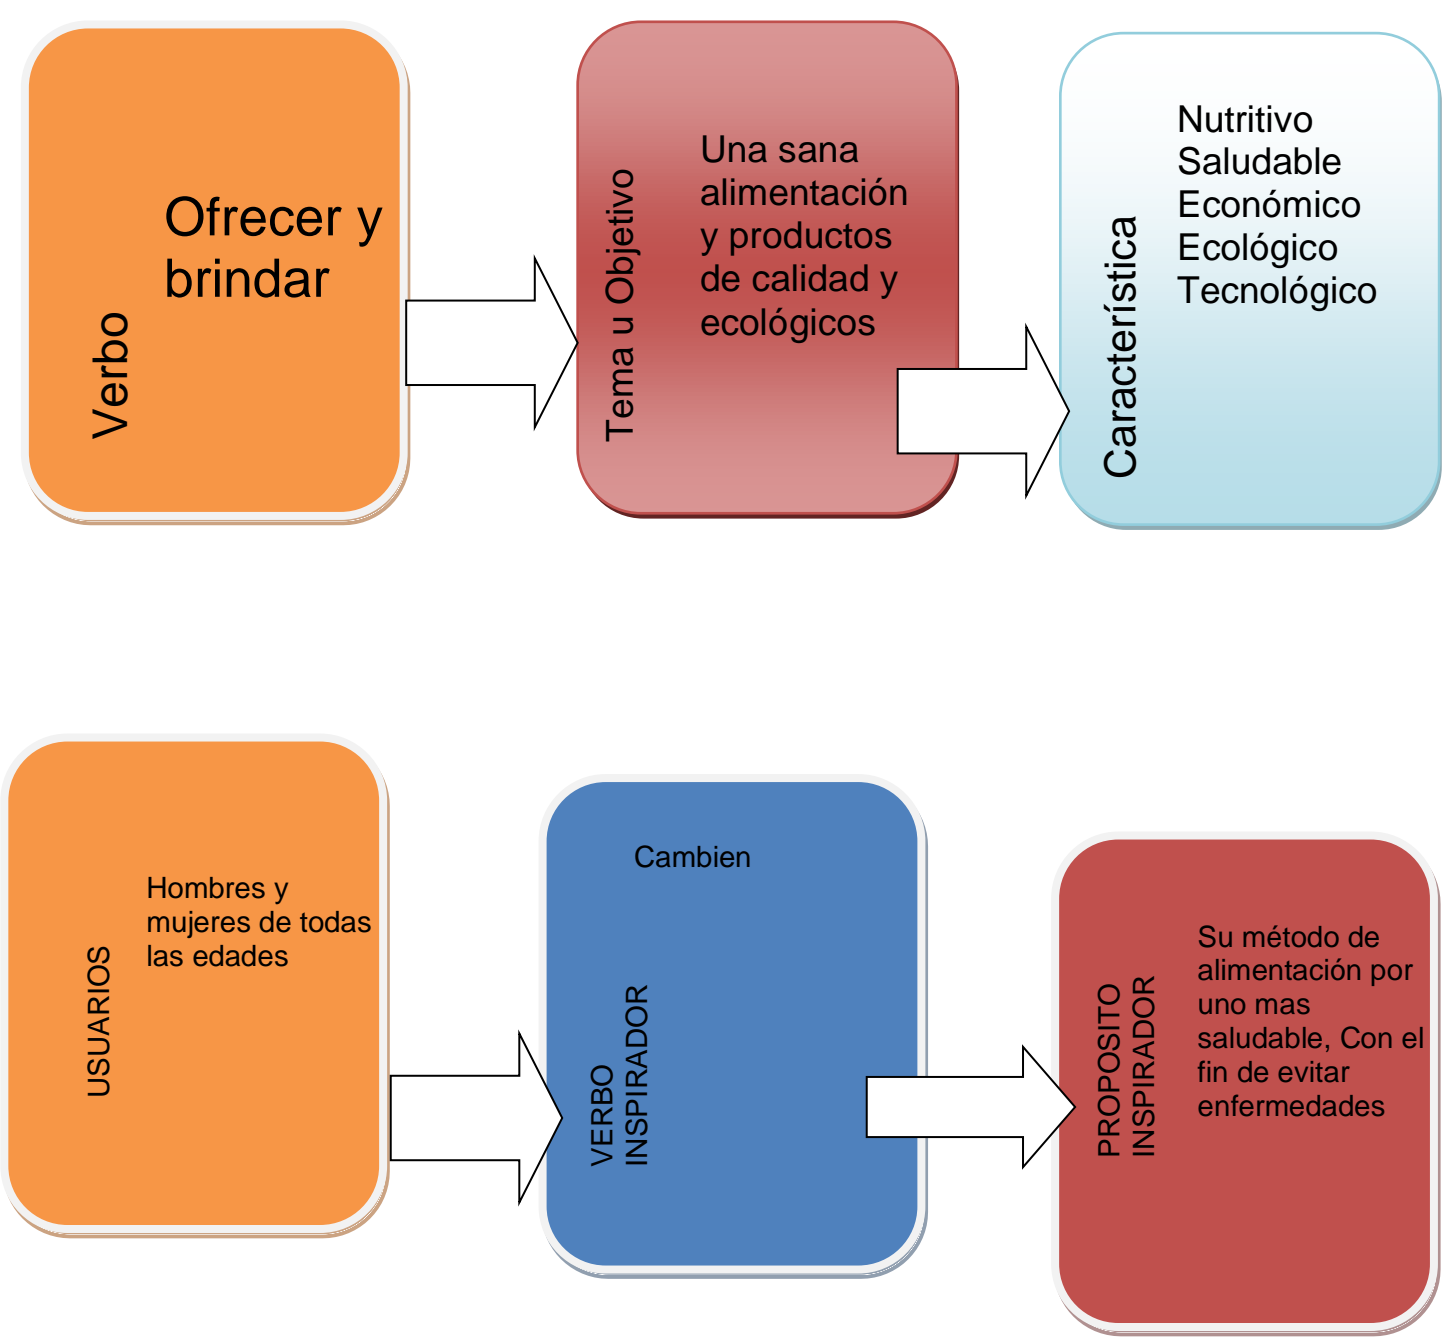 Verbo
Ofrecer y
brindar
Tema u Objetivo
Una sana
alimentación
y productos
de calidad y
ecológicos
Característica
Nutritivo
Saludable
Económico
Ecológico
Tecnológico
USUARIOS
Hombres y
mujeres de todas
las edades
VERBO
INSPIRADOR
Cambien
PROPOSITO
INSPIRADOR
Su método de
alimentación por
uno mas
saludable, Con el
fin de evitar
enfermedades